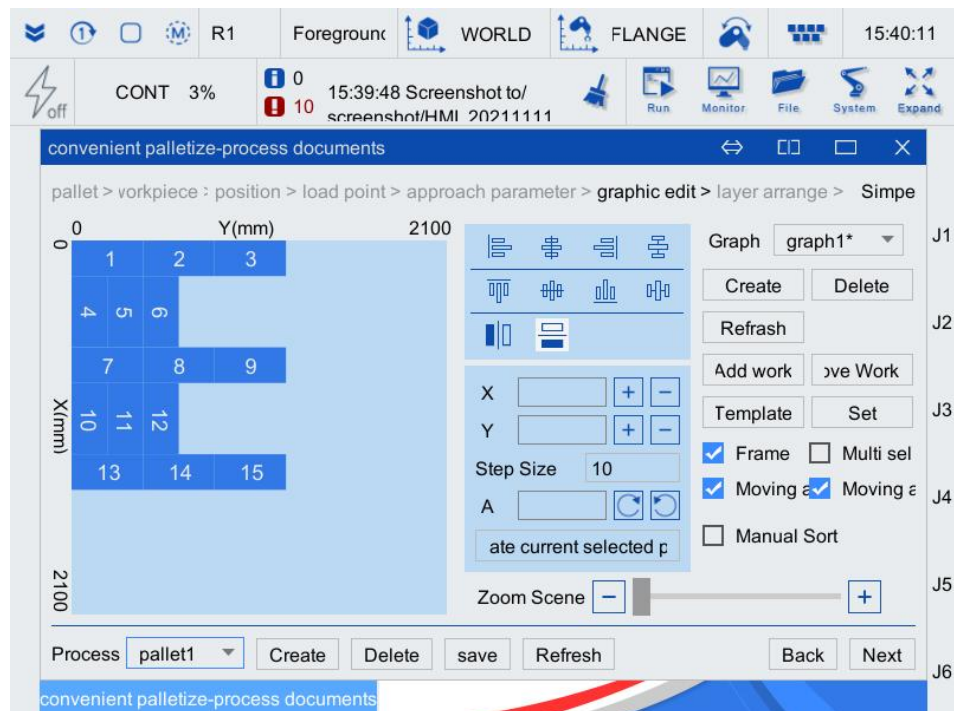 1 M R1 Foregrounc WORLD FLANGE 15:40:11
off CONT 3% 0 15:39:48 Screenshot to/
10 screenshot/HMI 20211111
Run Monitor File System Expand
convenient palletize-process documents
pallet > vorkpiece : position > load point > approach parameter > graphic edit > layer arrange > Simpe
0 Y(mm) 2100
0
1 2 3
4 5 6
7 8 9
X(mm)
10 11 12
13 14 15
2100
Graph graph1*
Create Delete
Refrash
Add work ove Work
Template Set
Frame Multi sel
Moving a Moving a
Manual Sort
X + −
Y + −
Step Size 10
A
ate current selected p
Zoom Scene − +
J1
J2
J3
J4
J5
J6
Process pallet1 Create Delete save Refresh Back Next
convenient palletize-process documents